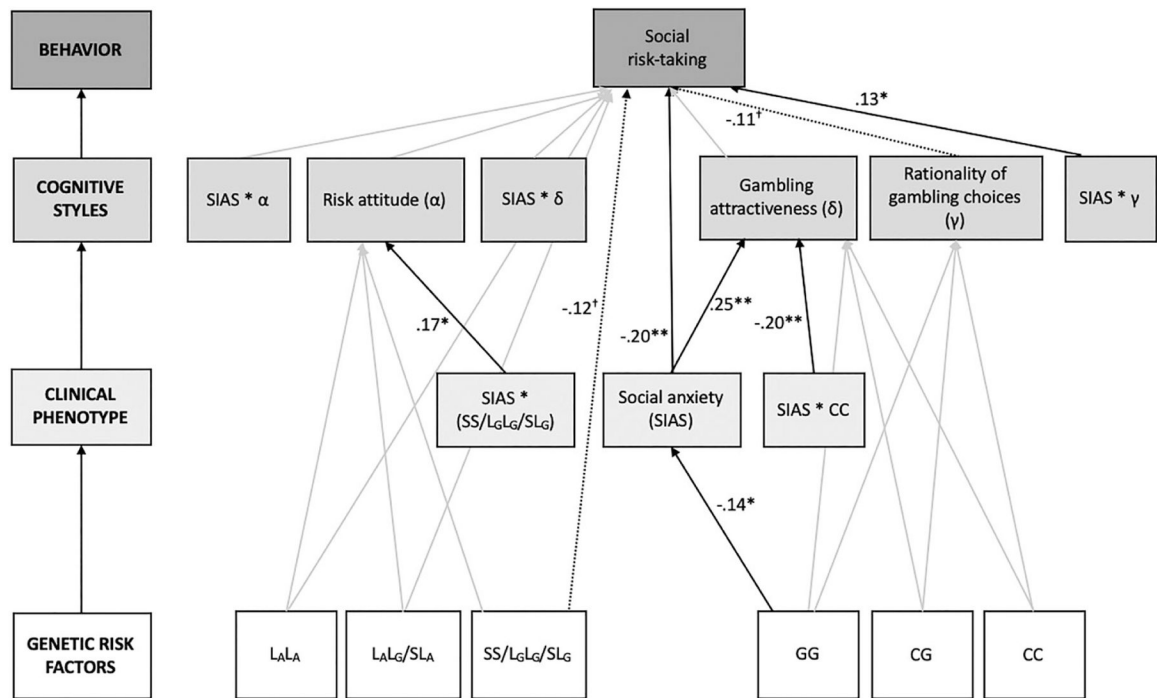 BEHAVIOR
Social
risk-taking
.13*
-.11†
COGNITIVE
STYLES
SIAS * α
Risk attitude (α)
SIAS * δ
Gambling
attractiveness (δ)
Rationality of
gambling choices
(γ)
SIAS * γ
.17*
-.12†
-.20**
.25**
-.20**
CLINICAL
PHENOTYPE
SIAS *
(SS/LGLG/SLG)
Social anxiety
(SIAS)
SIAS * CC
-.14*
GENETIC RISK
FACTORS
LALA
LALG/SLA
SS/LGLG/SLG
GG
CG
CC